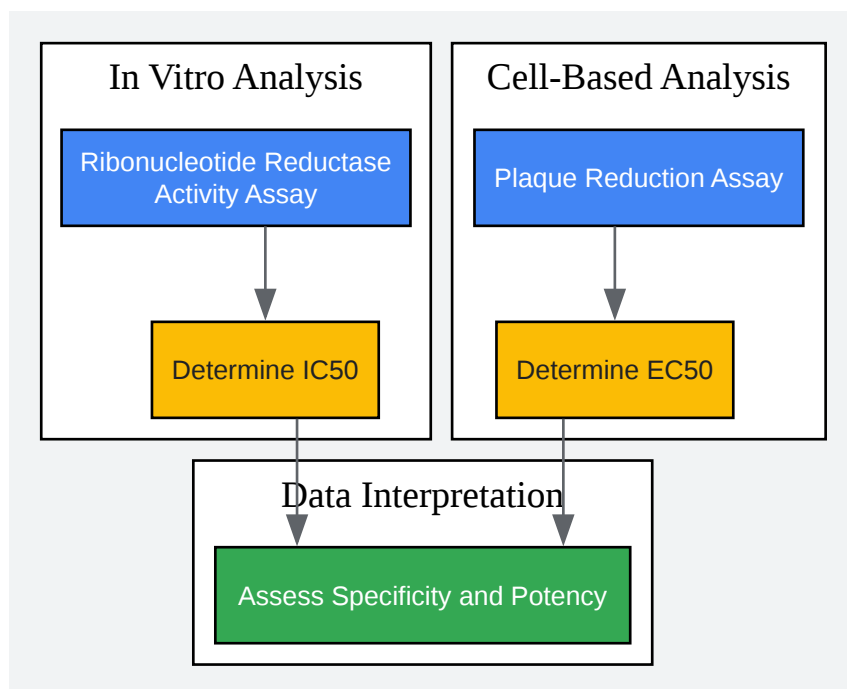 In Vitro Analysis
Ribonucleotide Reductase
Activity Assay
Determine IC50
Cell-Based Analysis
Plaque Reduction Assay
Determine EC50
Data Interpretation
Assess Specificity and Potency